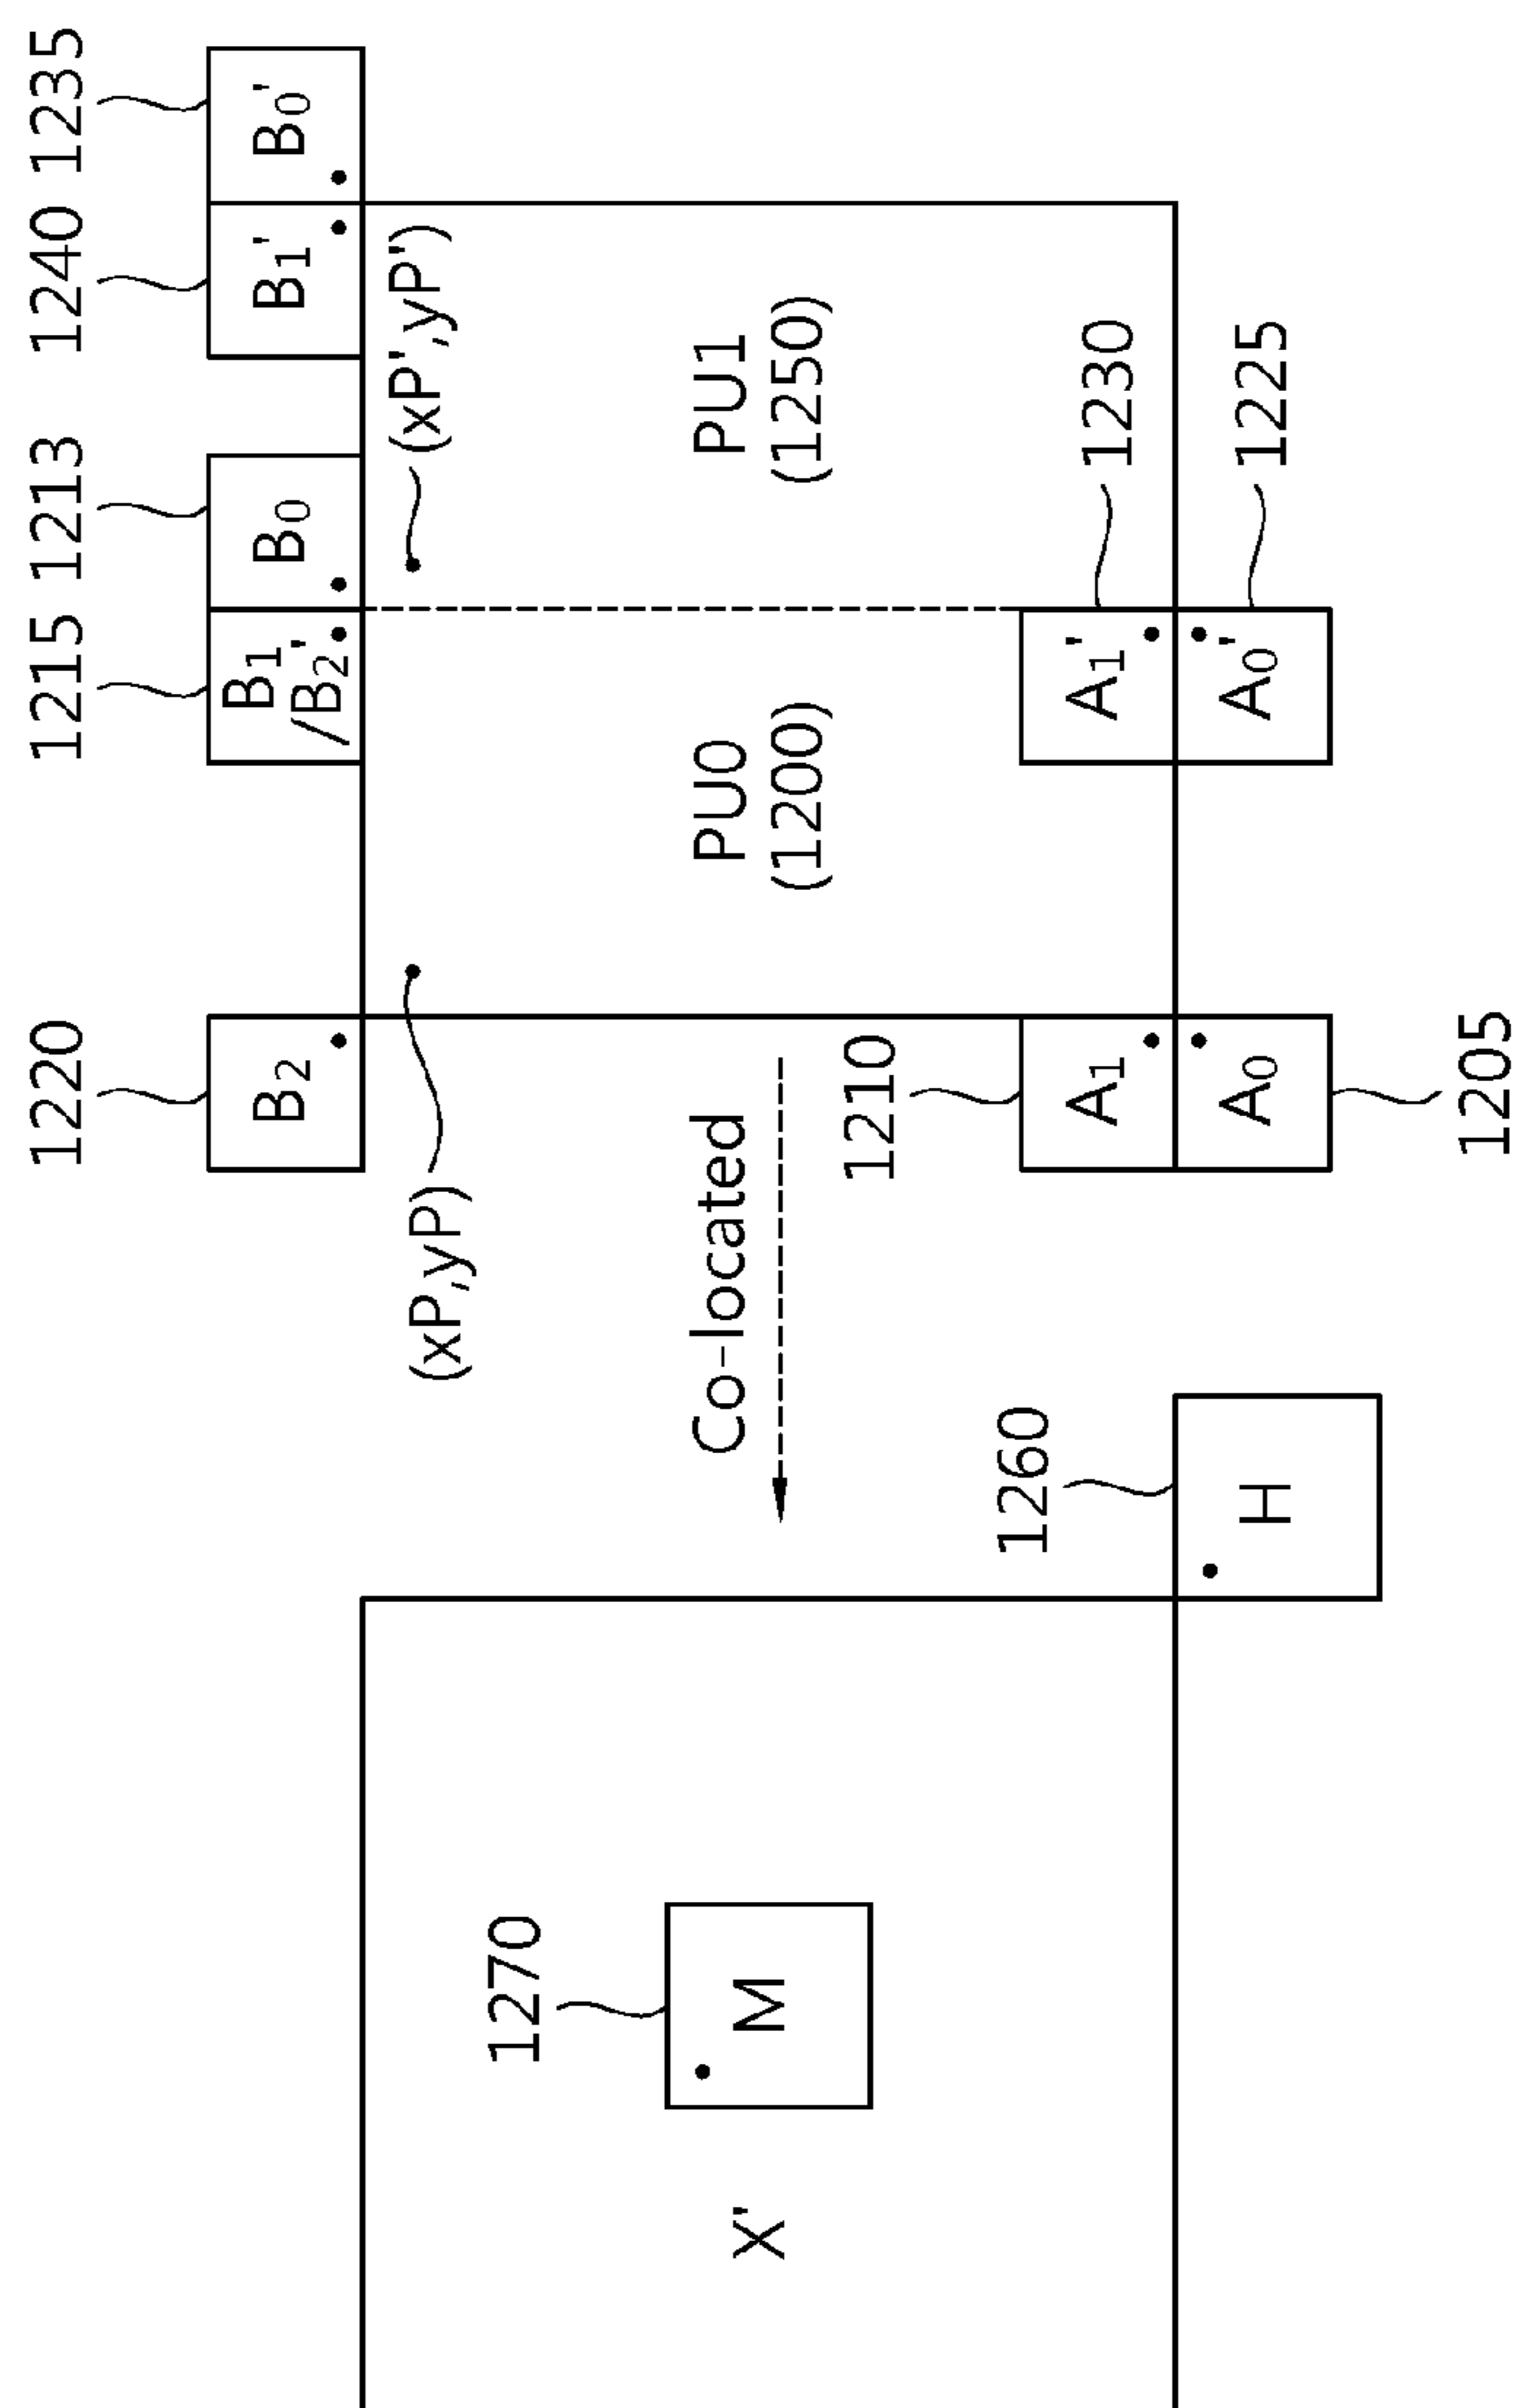 1220 1215 1213 1240 1235
B₂ B₁ B₀ B₁' B₀'
/B₂'
(xP',yP')
(xP,yP)
1270
X' M Co-located PU0 PU1
(1200) (1250)
1210
1260 A₁ A₁' 1230
H A₀ A₀' 1225
1205